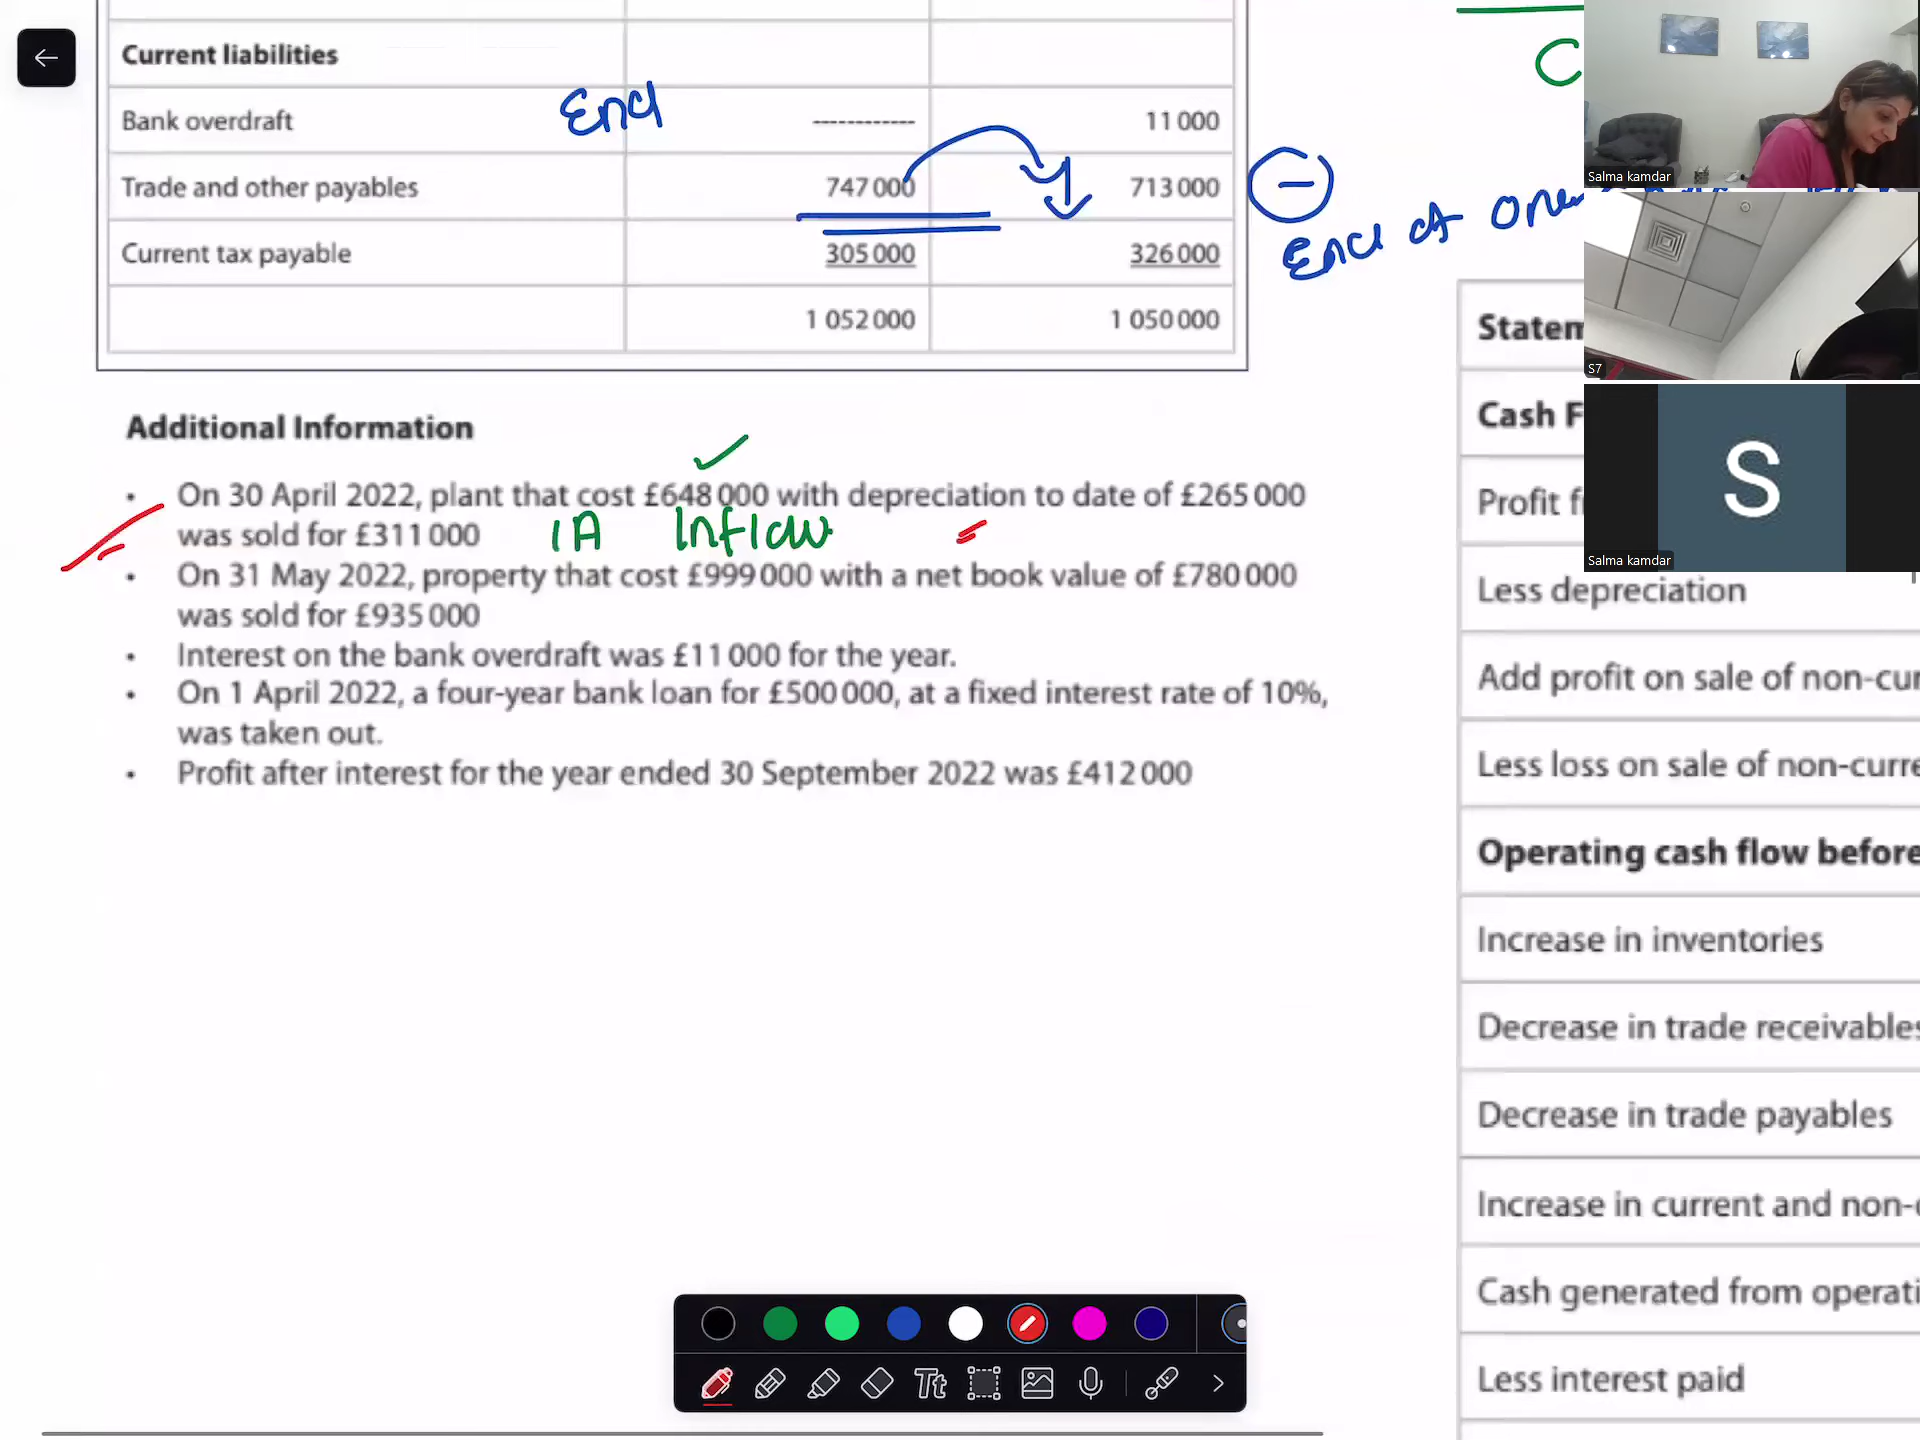 Current liabilities
Bank overdraft ------------ 11 000
End
Trade and other payables 747 000 713 000
Current tax payable 305 000 326 000
End of one
1 052 000 1 050 000
Additional Information
• On 30 April 2022, plant that cost £648 000 with depreciation to date of £265 000
was sold for £311 000
IA Inflow
• On 31 May 2022, property that cost £999 000 with a net book value of £780 000
was sold for £935 000
• Interest on the bank overdraft was £11 000 for the year.
• On 1 April 2022, a four-year bank loan for £500 000, at a fixed interest rate of 10%,
was taken out.
• Profit after interest for the year ended 30 September 2022 was £412 000
C
Statem
Cash F
Profit f
Less depreciation
Add profit on sale of non-cur
Less loss on sale of non-curre
Operating cash flow before
Increase in inventories
Decrease in trade receivables
Decrease in trade payables
Increase in current and non-
Cash generated from operati
Less interest paid
Salma kamdar
S7
S
Salma kamdar
Tt